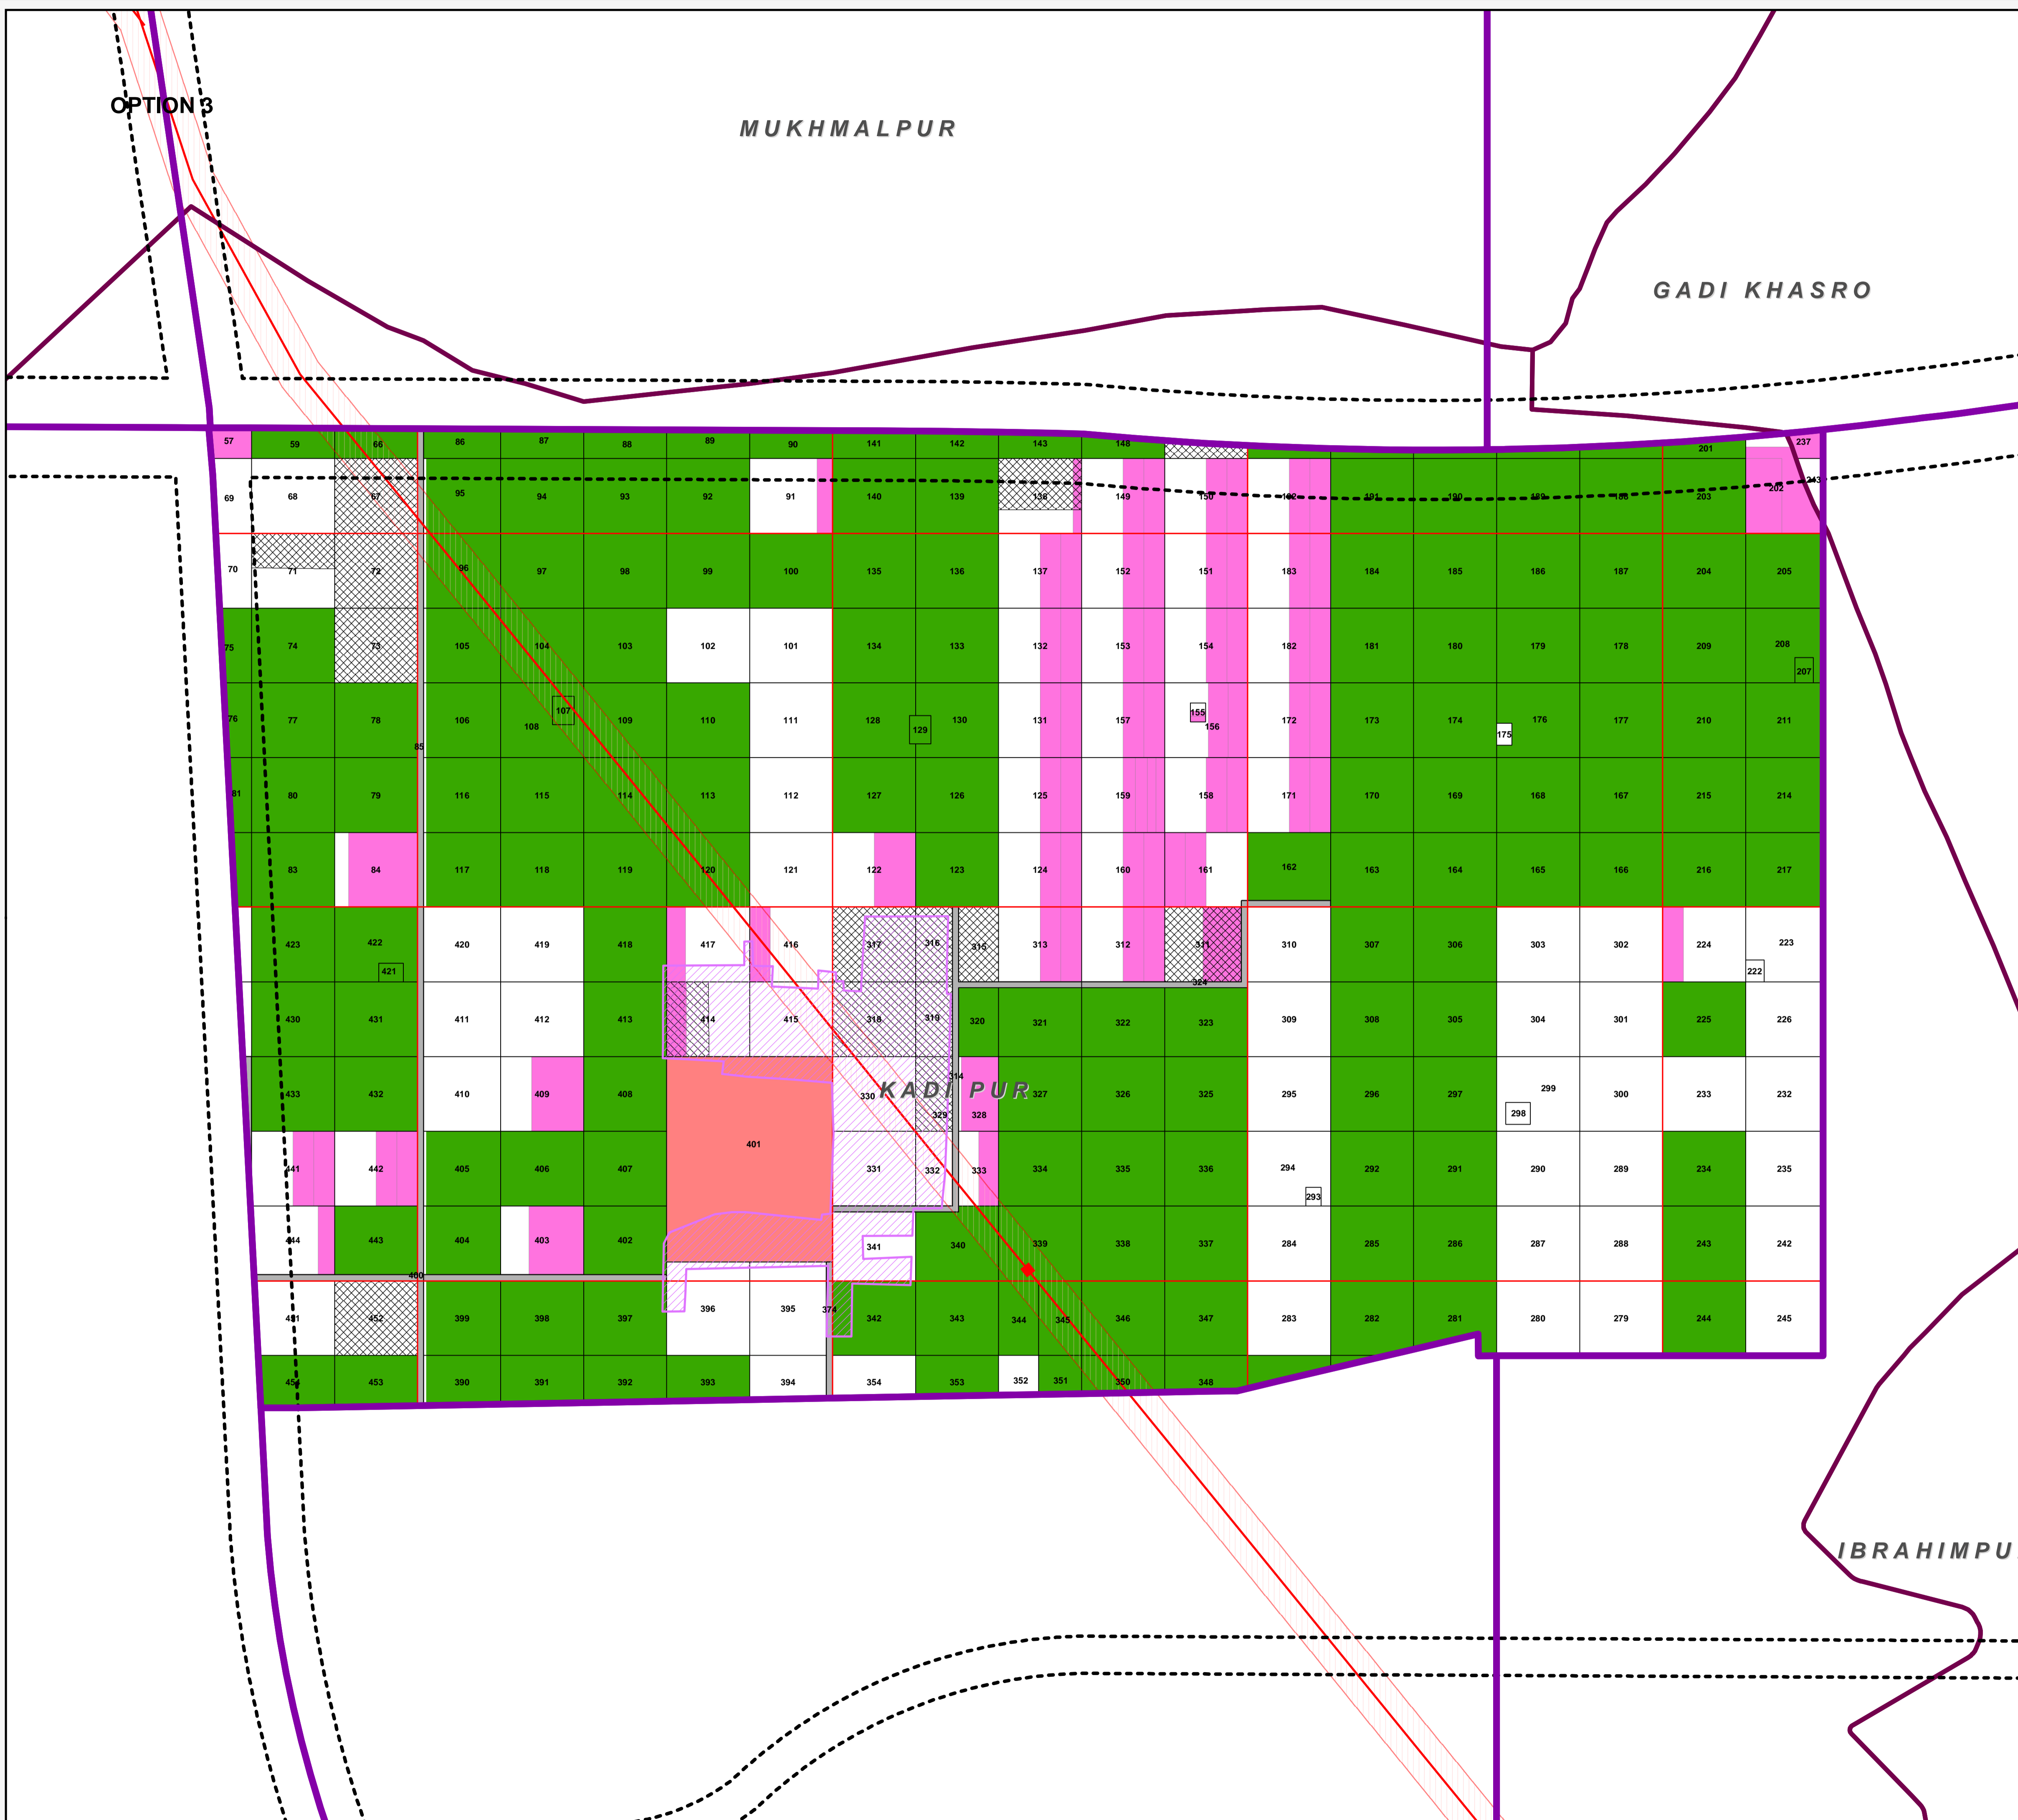 OPTION 3
MUKHMALPUR
GADI KHASRO
57 59 66 86 87 88 89 90 141 142 143 148 201 237
69 68 67 95 94 93 92 91 140 139 138 149 150 192 191 190 189 188 203 202 243
70 71 72 96 97 98 99 100 135 136 137 152 151 183 184 185 186 187 204 205
75 74 73 105 104 103 102 101 134 133 132 153 154 182 181 180 179 178 209 208
207
76 77 78 106 108 107 109 110 111 128 129 130 131 157 155 156 172 173 174 175 176 177 210 211
85
81 80 79 116 115 114 113 112 127 126 125 159 158 171 170 169 168 167 215 214
83 84 117 118 119 120 121 122 123 124 160 161 162 163 164 165 166 216 217
423 422 420 419 418 417 416 317 316 315 313 312 311 310 307 306 303 302 224 223
421 222
324
430 431 411 412 413 414 415 318 319 320 321 322 323 309 308 305 304 301 225 226
314
KADI PUR
433 432 410 409 408 330 329 328 327 326 325 295 296 297 299 300 233 232
298
401
441 442 405 406 407 331 332 333 334 335 336 294 292 291 290 289 234 235
293
444 443 404 403 402 341 340 339 338 337 284 285 286 287 288 243 242
400
451 452 399 398 397 396 395 374 342 343 344 345 346 347 283 282 281 280 279 244 245
454 453 390 391 392 393 394 354 353 352 351 350 348
IBRAHIMPU